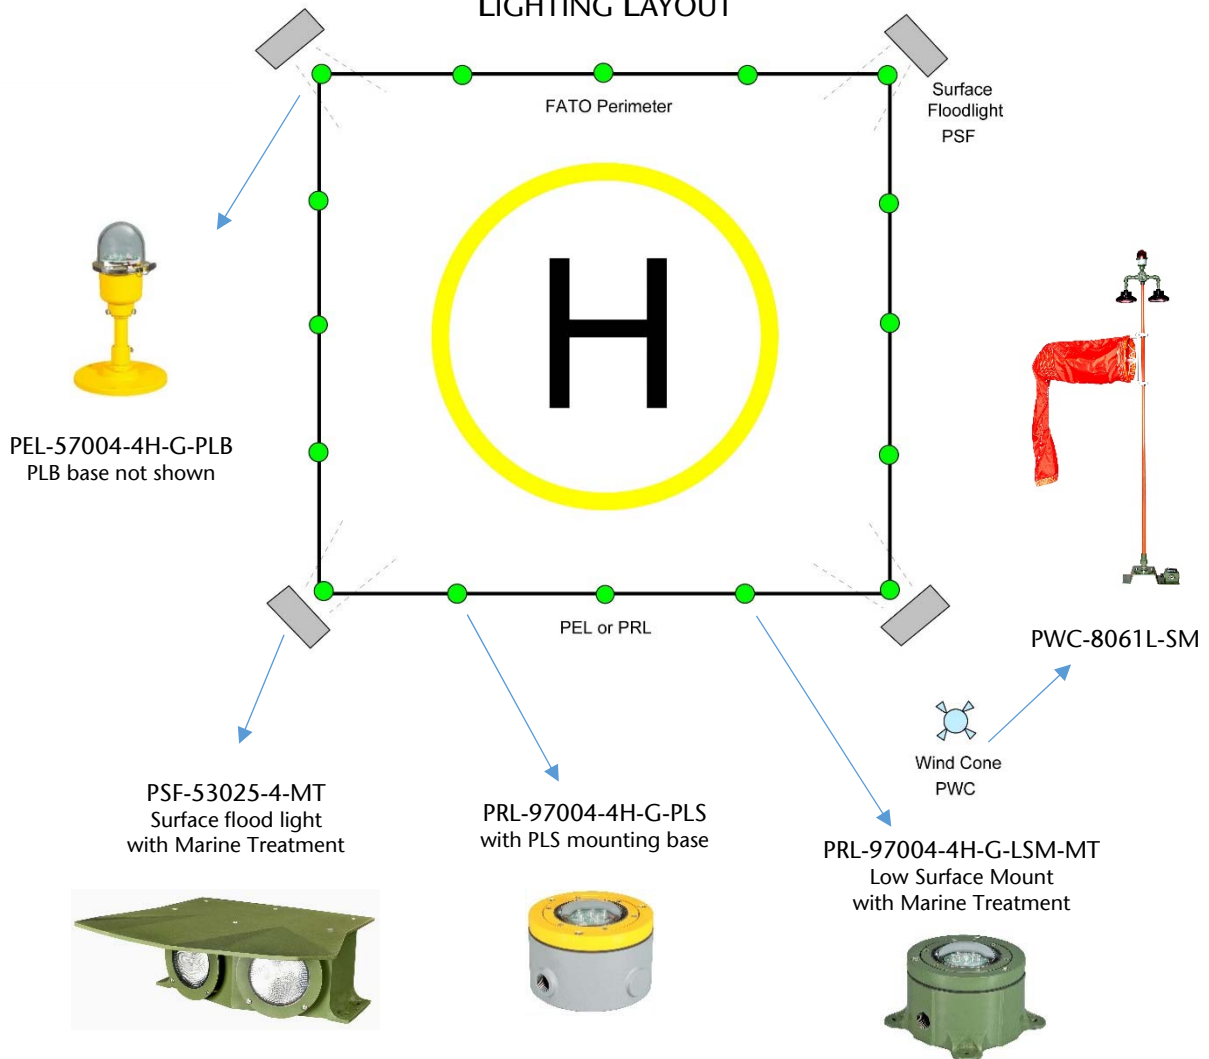 LIGHTING LAYOUT
FATO Perimeter
Surface
Floodlight
PSF
H
PEL-57004-4H-G-PLB
PLB base not shown
PEL or PRL
PWC-8061L-SM
Wind Cone
PWC
PSF-53025-4-MT
Surface flood light
with Marine Treatment
PRL-97004-4H-G-PLS
with PLS mounting base
PRL-97004-4H-G-LSM-MT
Low Surface Mount
with Marine Treatment